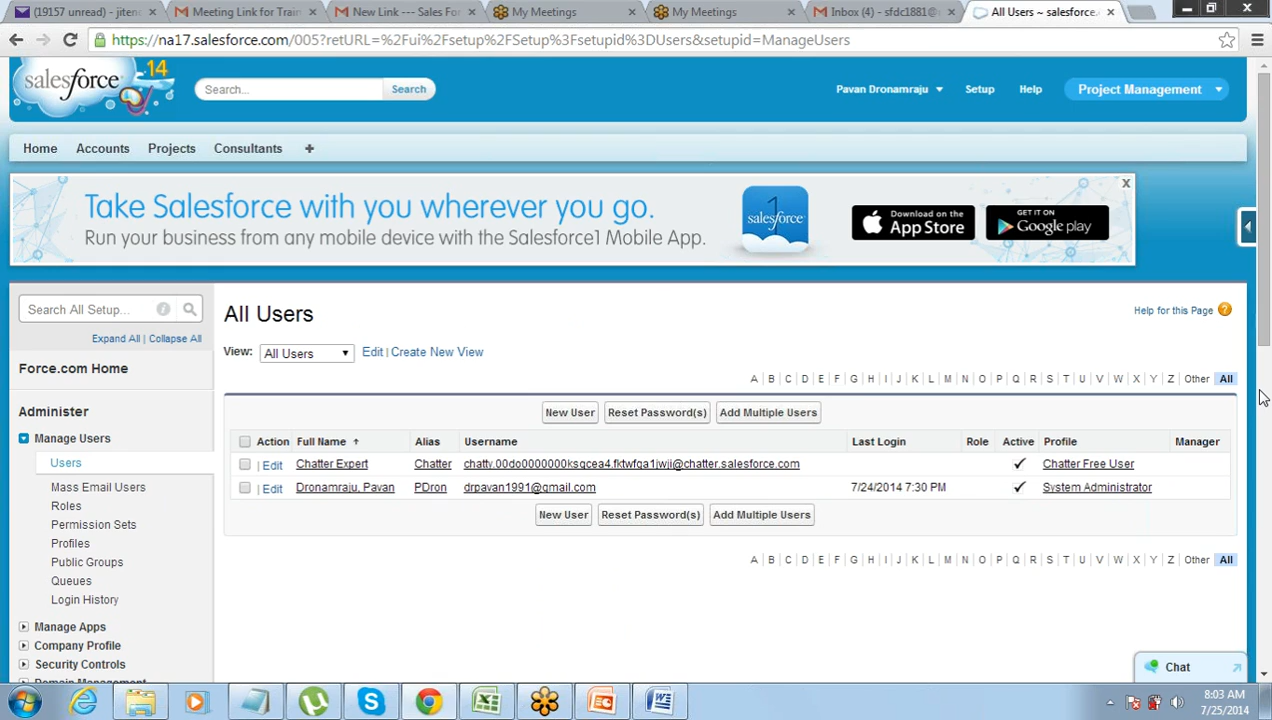 (19157 unread) - jitend
Meeting Link for Train
New Link --- Sales For
My Meetings
My Meetings
Inbox (4) - sfdc1881@
All Users ~ salesforce.
https://na17.salesforce.com/005?retURL=%2Fui%2Fsetup%2FSetup%3Fsetupid%3DUsers&setupid=ManageUsers
salesforce 14
Search...
Search
Pavan Dronamraju
Setup
Help
Project Management
Home
Accounts
Projects
Consultants
+
Take Salesforce with you wherever you go.
Run your business from any mobile device with the Salesforce1 Mobile App.
1 salesforce
Download on the App Store
GET IT ON Google play
X
Search All Setup...
Expand All | Collapse All
Force.com Home
Administer
Manage Users
Users
Mass Email Users
Roles
Permission Sets
Profiles
Public Groups
Queues
Login History
Manage Apps
Company Profile
Security Controls
Domain Management
All Users
Help for this Page ?
View: All Users Edit | Create New View
A B C D E F G H I J K L M N O P Q R S T U V W X Y Z Other All
New User Reset Password(s) Add Multiple Users
Action Full Name Alias Username Last Login Role Active Profile Manager
| Edit Chatter Expert Chatter Chatter Free User
| Edit Dronamraju, Pavan PDron drpavan1991@gmail.com 7/24/2014 7:30 PM System Administrator
New User Reset Password(s) Add Multiple Users
A B C D E F G H I J K L M N O P Q R S T U V W X Y Z Other All
Chat
8:03 AM
7/25/2014